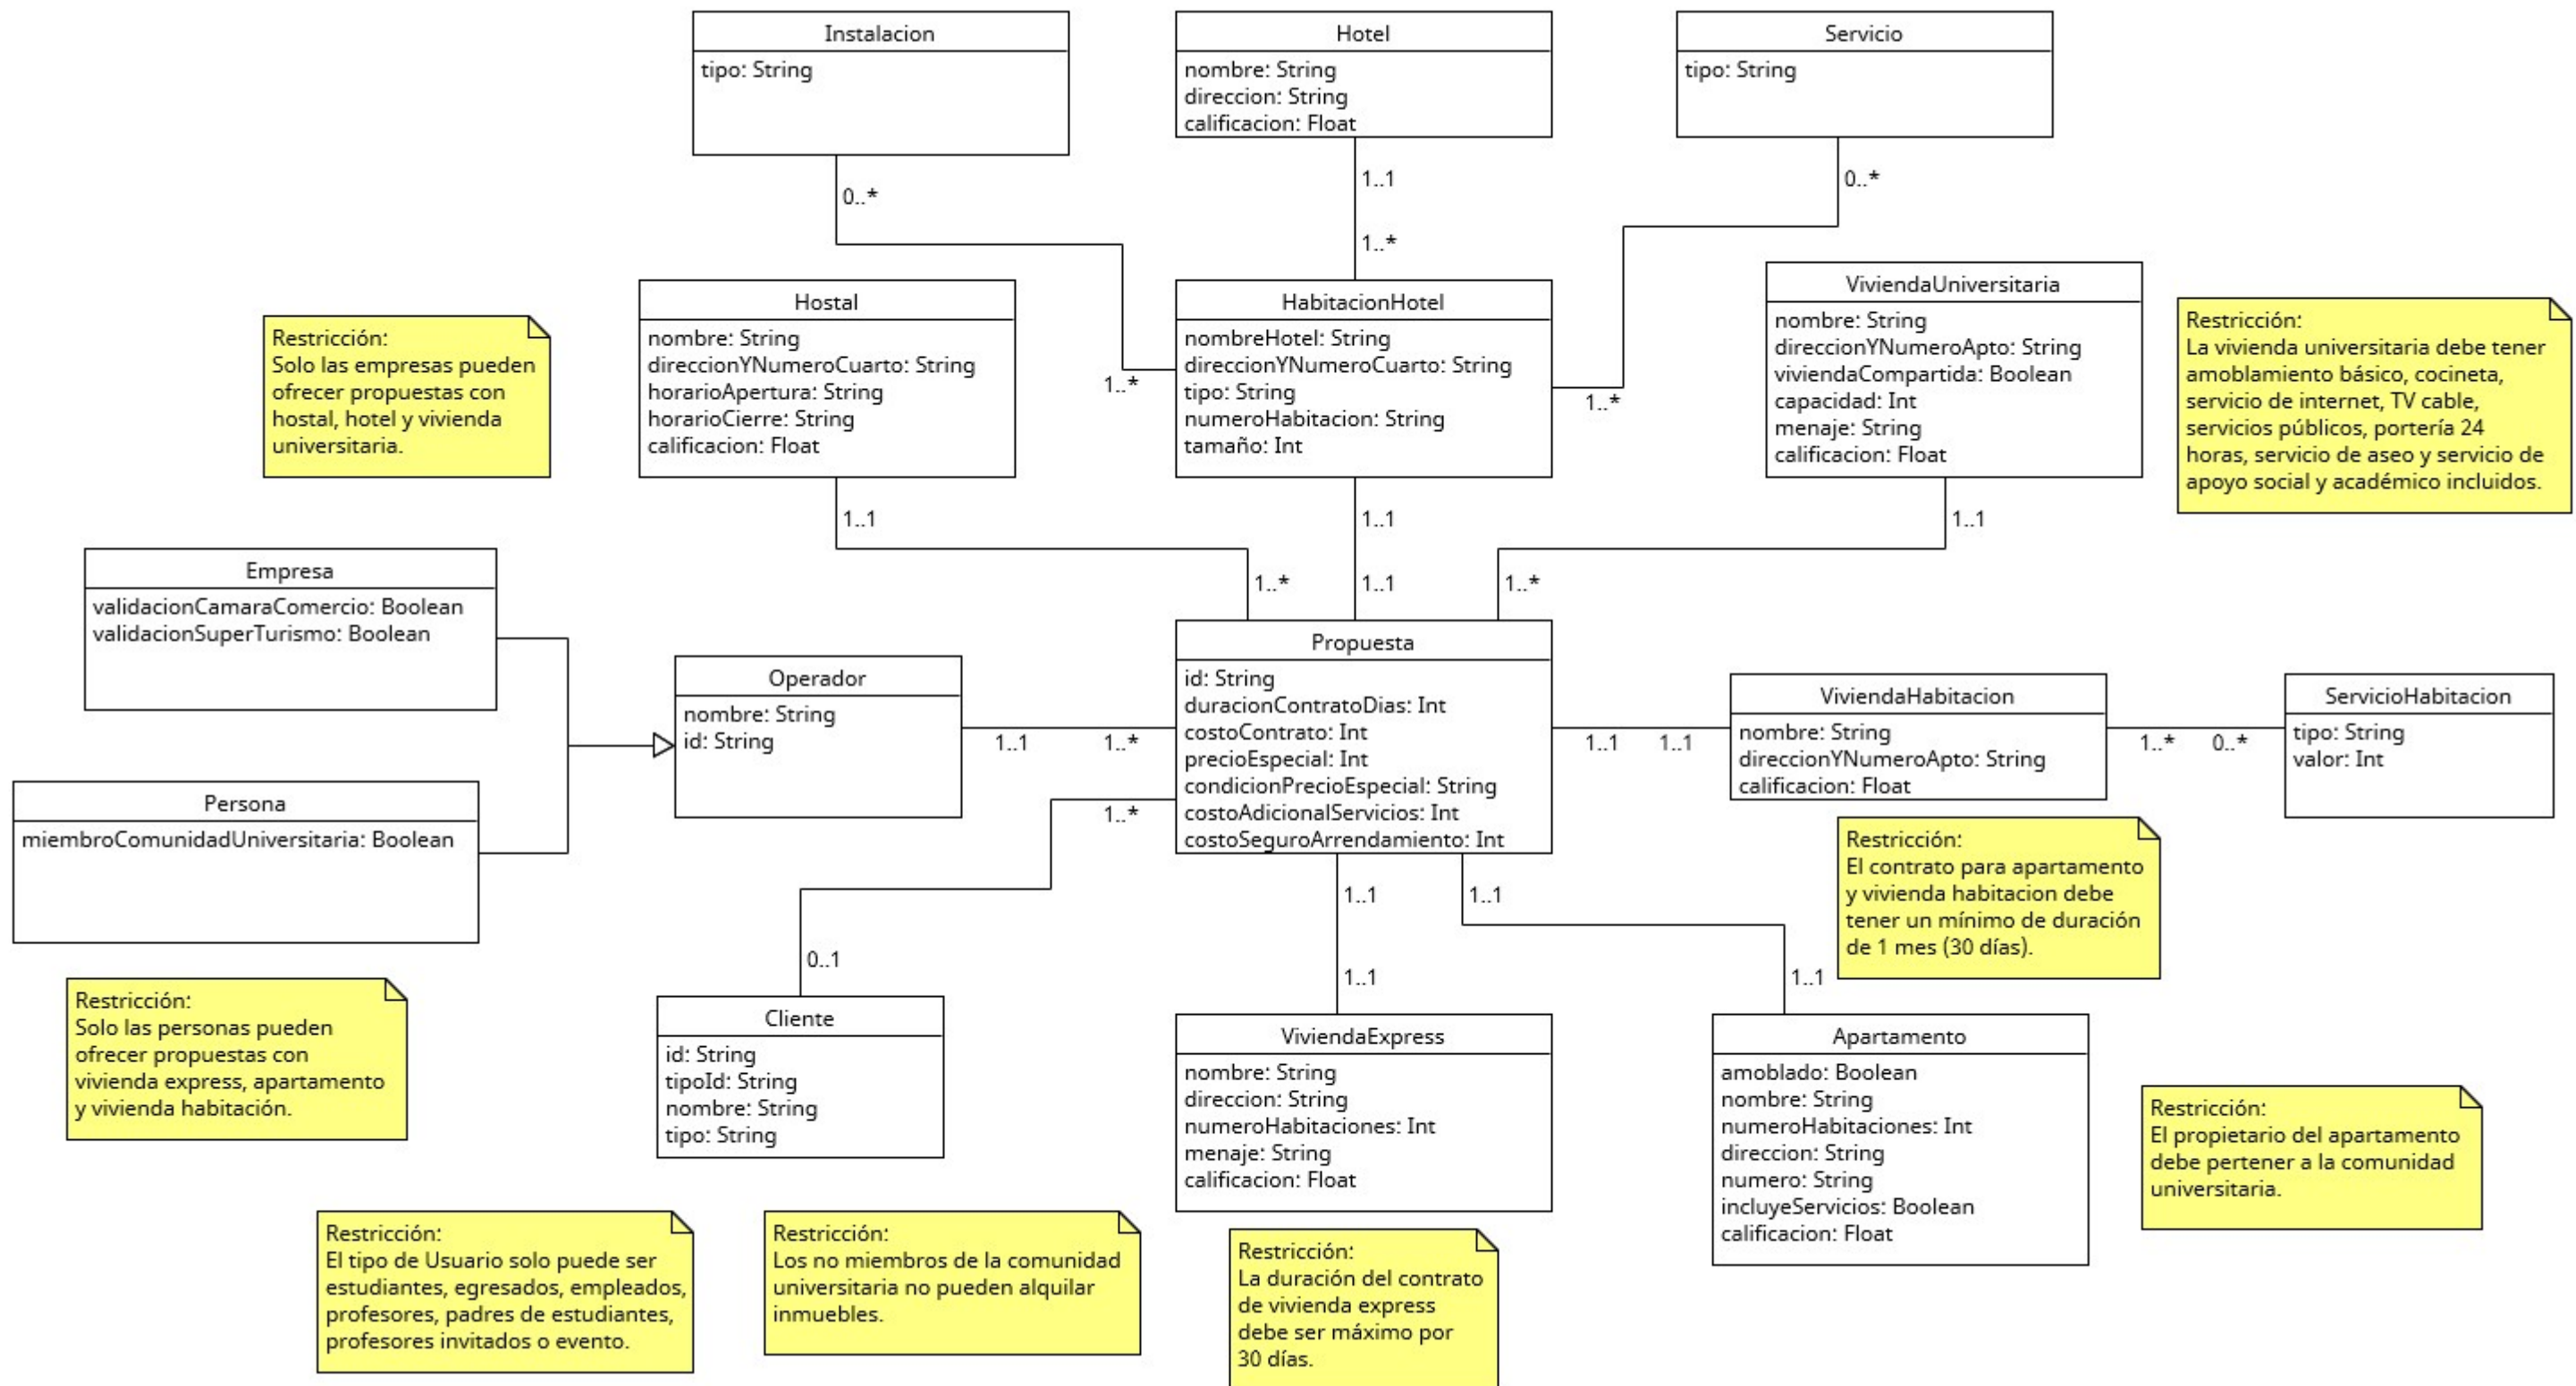 Instalacion
tipo: String
Hotel
nombre: String
direccion: String
calificacion: Float
Servicio
tipo: String
0..*
1..1
0..*
1..*
Hostal
nombre: String
direccionYNumeroCuarto: String
horarioApertura: String
horarioCierre: String
calificacion: Float
1..*
HabitacionHotel
nombreHotel: String
direccionYNumeroCuarto: String
tipo: String
numeroHabitacion: String
tamaño: Int
1..*
ViviendaUniversitaria
nombre: String
direccionYNumeroApto: String
viviendaCompartida: Boolean
capacidad: Int
menaje: String
calificacion: Float
Restricción:
Solo las empresas pueden
ofrecer propuestas con
hostal, hotel y vivienda
universitaria.
Restricción:
La vivienda universitaria debe tener
amoblamiento básico, cocineta,
servicio de internet, TV cable,
servicios públicos, portería 24
horas, servicio de aseo y servicio de
apoyo social y académico incluidos.
1..1
1..1
1..1
1..*
1..1
1..*
Empresa
validacionCamaraComercio: Boolean
validacionSuperTurismo: Boolean
Operador
nombre: String
id: String
1..1
1..*
Propuesta
id: String
duracionContratoDias: Int
costoContrato: Int
precioEspecial: Int
condicionPrecioEspecial: String
costoAdicionalServicios: Int
costoSeguroArrendamiento: Int
1..1
1..1
ViviendaHabitacion
nombre: String
direccionYNumeroApto: String
calificacion: Float
1..*
0..*
ServicioHabitacion
tipo: String
valor: Int
Persona
miembroComunidadUniversitaria: Boolean
1..*
Restricción:
El contrato para apartamento
y vivienda habitacion debe
tener un mínimo de duración
de 1 mes (30 días).
1..1
1..1
0..1
1..1
1..1
Restricción:
Solo las personas pueden
ofrecer propuestas con
vivienda express, apartamento
y vivienda habitación.
Cliente
id: String
tipoId: String
nombre: String
tipo: String
ViviendaExpress
nombre: String
direccion: String
numeroHabitaciones: Int
menaje: String
calificacion: Float
Apartamento
amoblado: Boolean
nombre: String
numeroHabitaciones: Int
direccion: String
numero: String
incluyeServicios: Boolean
calificacion: Float
Restricción:
El propietario del apartamento
debe pertener a la comunidad
universitaria.
Restricción:
El tipo de Usuario solo puede ser
estudiantes, egresados, empleados,
profesores, padres de estudiantes,
profesores invitados o evento.
Restricción:
Los no miembros de la comunidad
universitaria no pueden alquilar
inmuebles.
Restricción:
La duración del contrato
de vivienda express
debe ser máximo por
30 días.